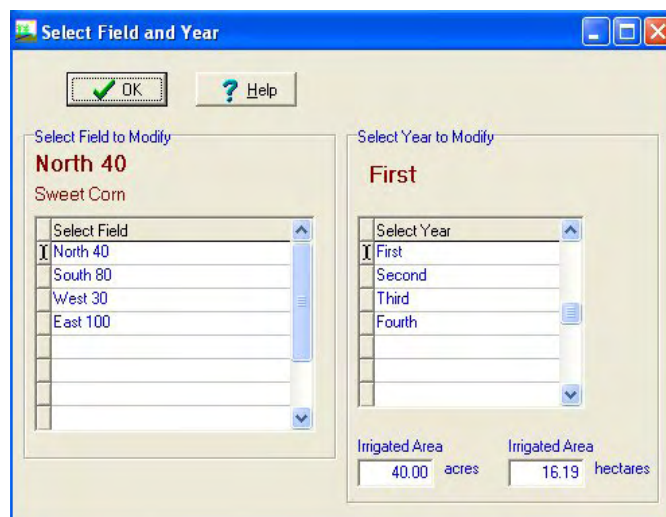 Select Field and Year
OK
Help
Select Field to Modify
North 40
Sweet Corn
Select Field
North 40
South 80
West 30
East 100
Select Year to Modify
First
Select Year
First
Second
Third
Fourth
Irrigated Area
40.00 acres
Irrigated Area
16.19 hectares